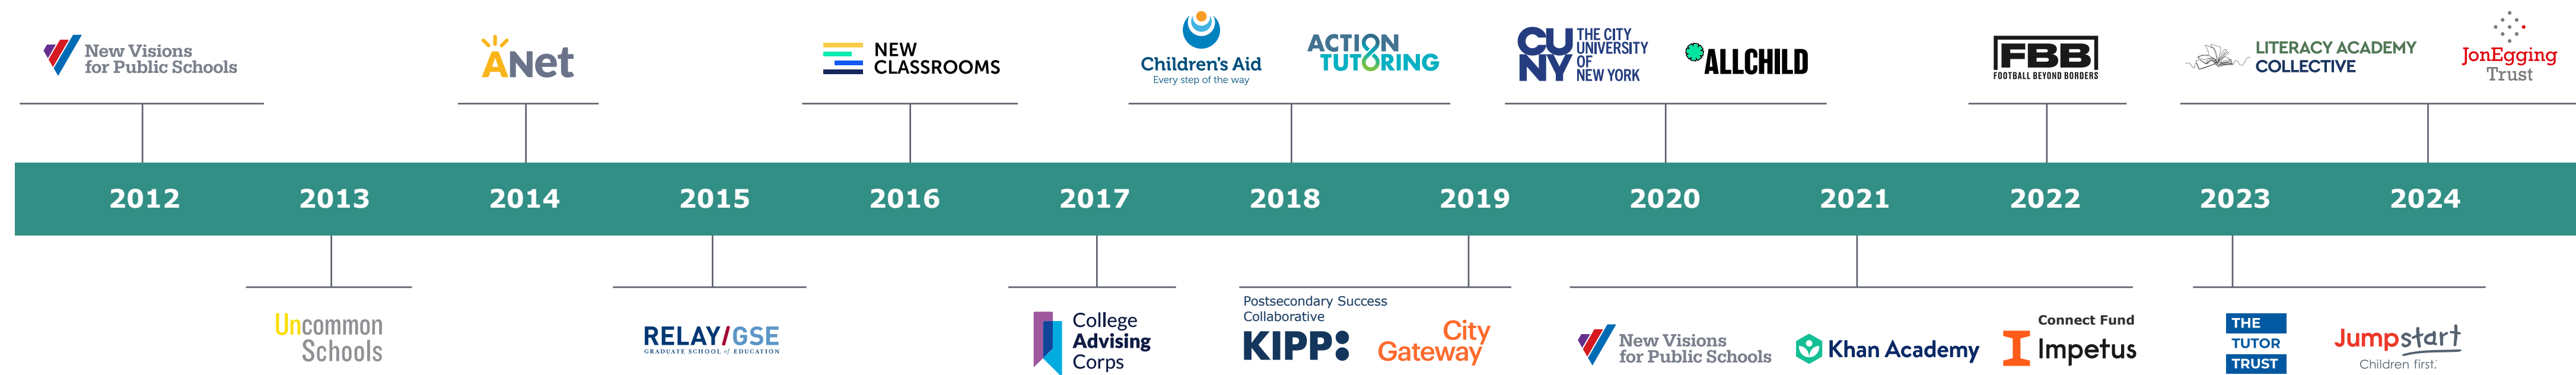 New Visions
for Public Schools
ANet
NEW
CLASSROOMS
Children's Aid
Every step of the way
ACTION
TUTORING
CU
NY
THE CITY
UNIVERSITY
OF
NEW YORK
ALLCHILD
FBB
FOOTBALL BEYOND BORDERS
LITERACY ACADEMY
COLLECTIVE
JonEgging
Trust
2012
2013
2014
2015
2016
2017
2018
2019
2020
2021
2022
2023
2024
Uncommon
Schools
RELAY/GSE
GRADUATE SCHOOL of EDUCATION
College
Advising
Corps
Postsecondary Success
Collaborative
KIPP:
City
Gateway
New Visions
for Public Schools
Khan Academy
Connect Fund
Impetus
THE
TUTOR
TRUST
Jumpstart
Children first.